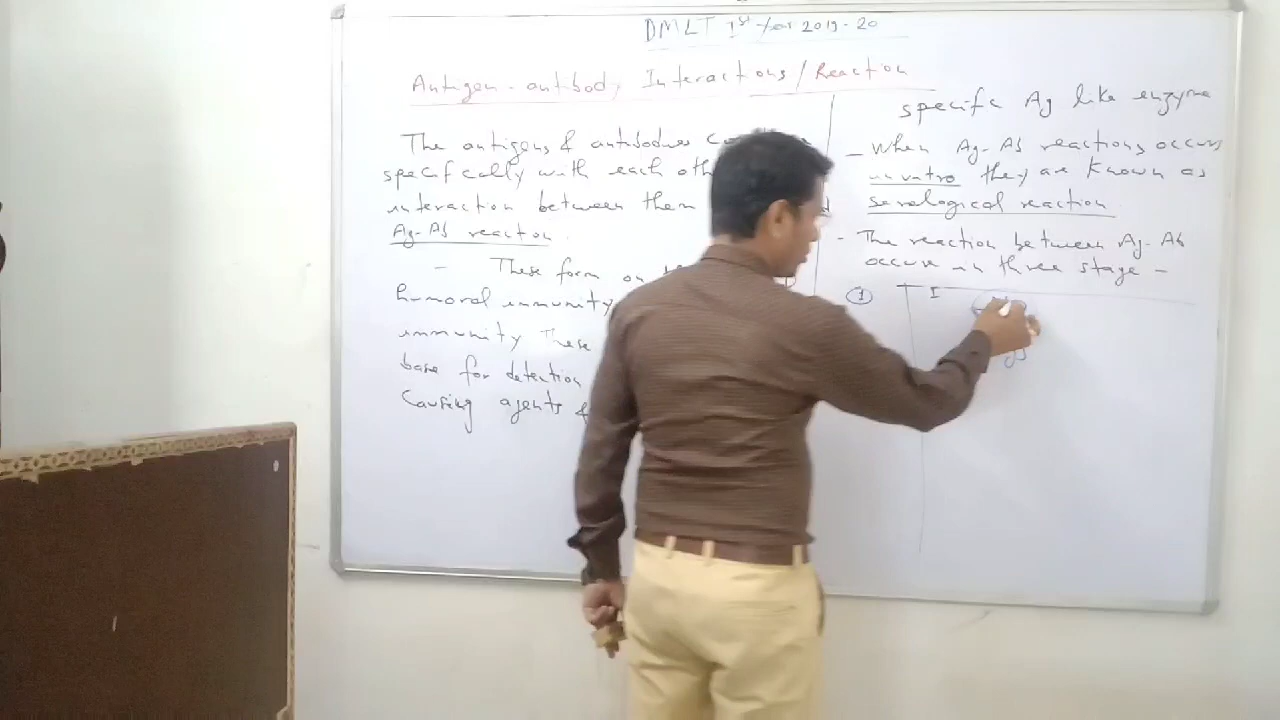 DMLT Ist year 2019-20
Antigen-antibody Interactions/Reaction
The antigens & antibodies
specifically with each oth
interaction between them
Ag-Ab reaction
- These form
humoral immunity
immunity These
base for detection
Causing agents &
specific Ag like enzyme
- When Ag-Ab reactions occurs
in vitro they are known as
serological reaction
- The reaction between Ag-Ab
occur in three stage -
① I